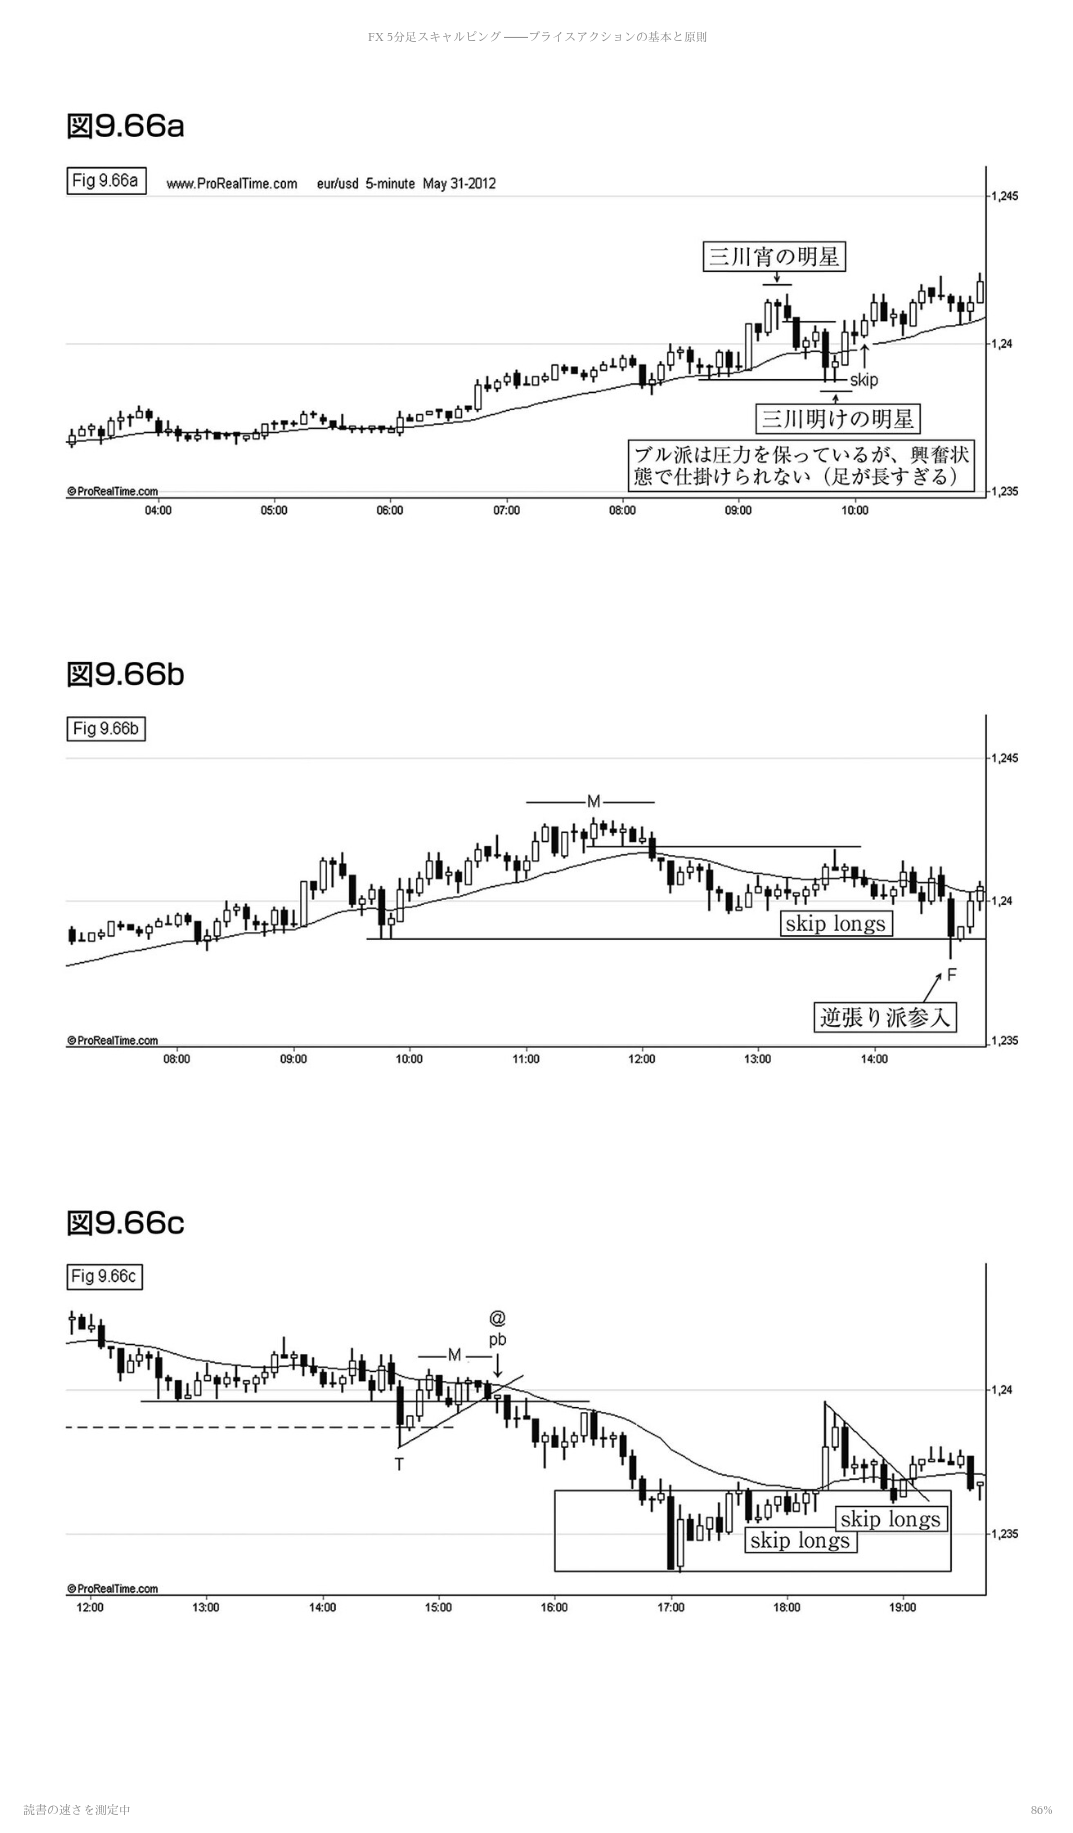 FX 5分足スキャルピング ──プライスアクションの基本と原則
図9.66a
Fig 9.66a www.ProRealTime.com eur/usd 5-minute May 31-2012
1,245
三川宵の明星
1,24
skip
三川明けの明星
ブル派は圧力を保っているが、興奮状
態で仕掛けられない（足が長すぎる）
©ProRealTime.com
1,235
04:00 05:00 06:00 07:00 08:00 09:00 10:00
図9.66b
Fig 9.66b
1,245
M
1,24
skip longs
F
逆張り派参入
©ProRealTime.com
1,235
08:00 09:00 10:00 11:00 12:00 13:00 14:00
図9.66c
Fig 9.66c
@
pb
M
1,24
T
skip longs
skip longs
1,235
©ProRealTime.com
12:00 13:00 14:00 15:00 16:00 17:00 18:00 19:00
読書の速さを測定中
86%